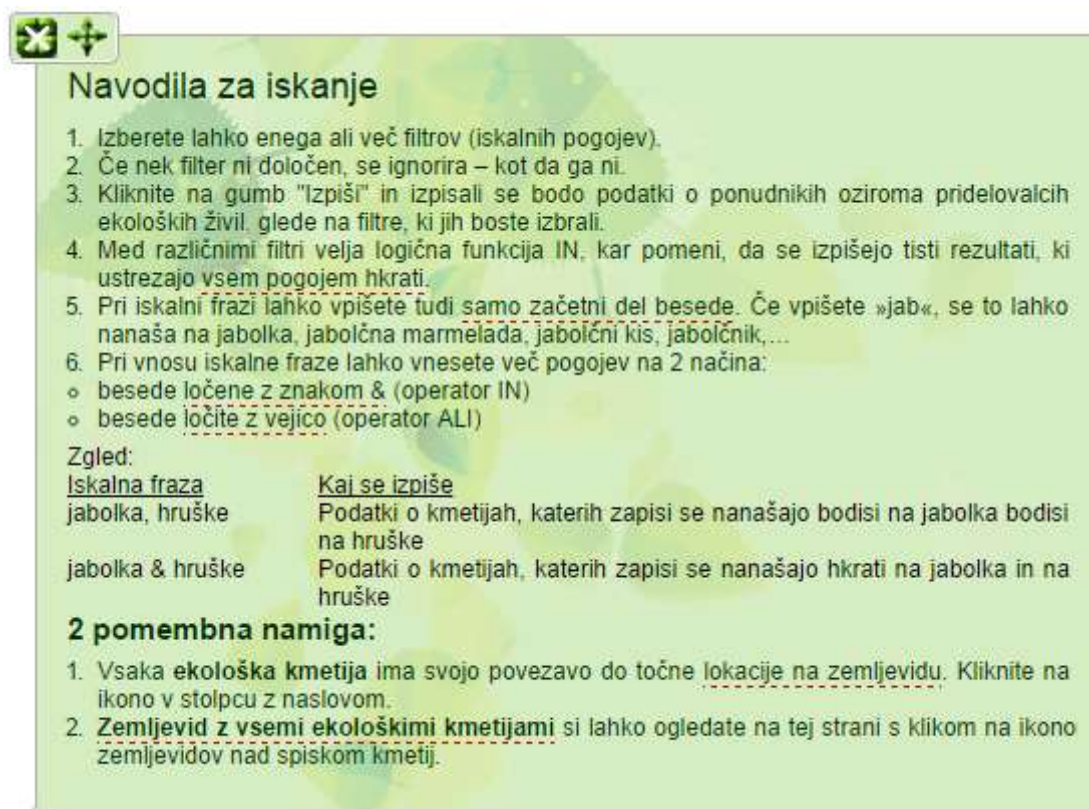 Navodila za iskanje
1. Izberete lahko enega ali več filtrov (iskalnih pogojev).
2. Če nek filter ni določen, se ignorira – kot da ga ni.
3. Kliknite na gumb "Izpiši" in izpisali se bodo podatki o ponudnikih oziroma pridelovalcih
ekoloških živil. glede na filtre, ki jih boste izbrali.
4. Med različnimi filtri velja logična funkcija IN, kar pomeni, da se izpišejo tisti rezultati, ki
ustrezajo vsem pogojem hkrati.
5. Pri iskalni frazi lahko vpišete tudi samo začetni del besede. Če vpišete »jab«, se to lahko
nanaša na jabolka, jabolčna marmelada, jabolčni kis, jabolčnik,...
6. Pri vnosu iskalne fraze lahko vnesete več pogojev na 2 načina:
∘ besede ločene z znakom & (operator IN)
∘ besede ločite z vejico (operator ALI)
Zgled:
Iskalna fraza Kaj se izpiše
jabolka, hruške Podatki o kmetijah, katerih zapisi se nanašajo bodisi na jabolka bodisi
na hruške
jabolka & hruške Podatki o kmetijah, katerih zapisi se nanašajo hkrati na jabolka in na
hruške
2 pomembna namiga:
1. Vsaka ekološka kmetija ima svojo povezavo do točne lokacije na zemljevidu. Kliknite na
ikono v stolpcu z naslovom.
2. Zemljevid z vsemi ekološkimi kmetijami si lahko ogledate na tej strani s klikom na ikono
zemljevidov nad spiskom kmetij.